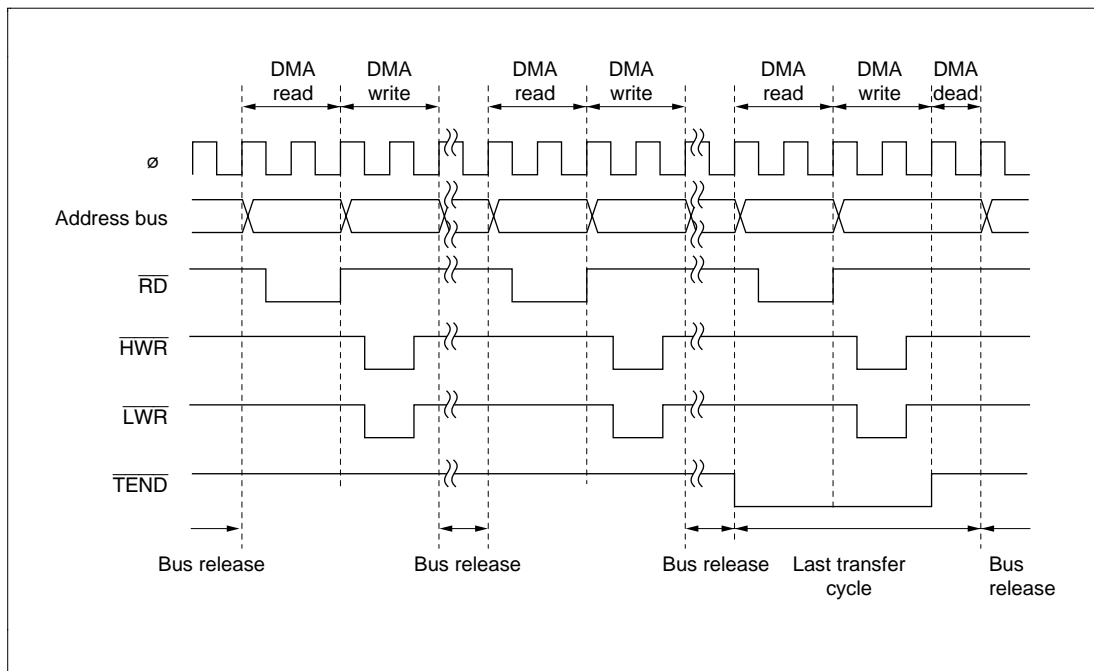 DMA read
DMA write
DMA read
DMA write
DMA read
DMA write
DMA dead
ø
Address bus
RD
HWR
LWR
TEND
Bus release
Bus release
Bus release
Last transfer cycle
Bus release